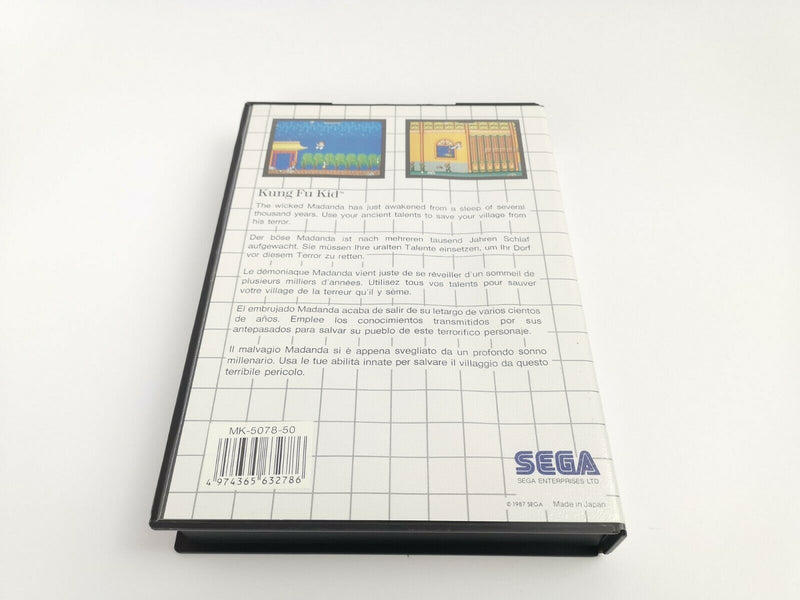 Kung Fu Kid™
The wicked Madanda has just awakened from a sleep of several
thousand years. Use your ancient talents to save your village from
his terror.
Der böse Madanda ist nach mehreren tausend Jahren Schlaf
aufgewacht. Sie müssen Ihre uralten Talente einsetzen, um Ihr Dorf
vor diesem Terror zu retten.
Le démoniaque Madanda vient juste de se réveiller d'un sommeil de
plusieurs milliers d'années. Utilisez tous vos talents pour sauver
votre village de la terreur qu'il y sème.
El embrujado Madanda acaba de salir de su letargo de varios cientos
de años. Emplee los conocimientos transmitidos por sus
antepasados para salvar su pueblo de este terrorifico personaje.
Il malvagio Madanda si è appena svegliato da un profondo sonno
millenario. Usa le tue abilità innate per salvare il villaggio da questo
terribile pericolo.
MK-5078-50
4 974365 632786
SEGA
SEGA ENTERPRISES LTD.
© 1987 SEGA Made in Japan